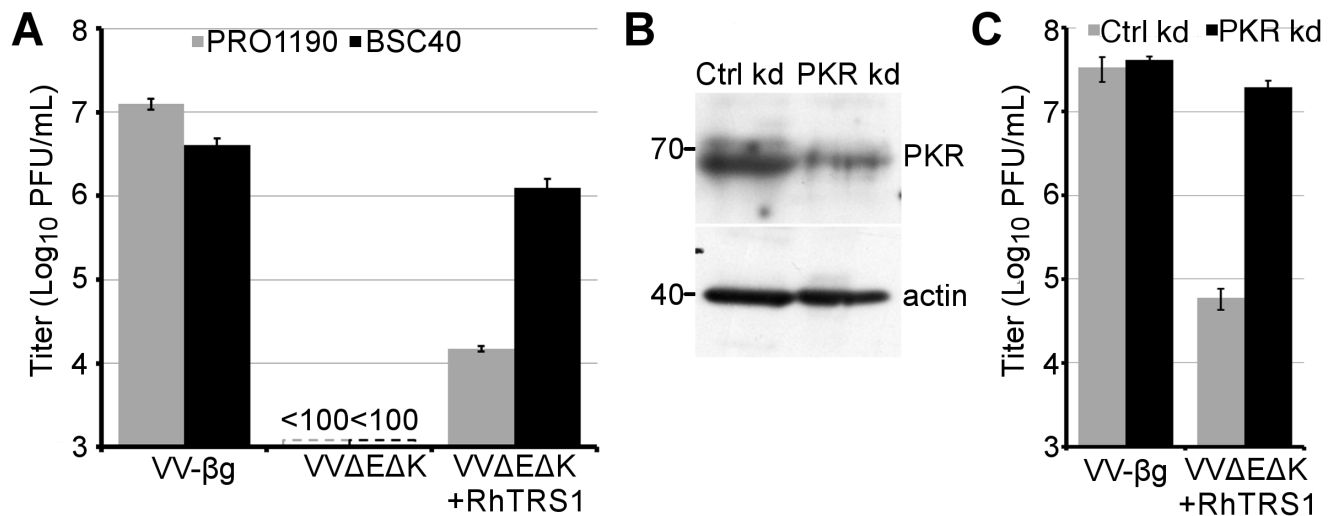 A
Titer (Log10 PFU/mL)
8
7
6
5
4
3
PRO1190 BSC40
<100 <100
VV-βg VVΔEΔK VVΔEΔK
+RhTRS1
B
Ctrl kd PKR kd
70 PKR
40 actin
C
Titer (Log10 PFU/mL)
8
7
6
5
4
3
Ctrl kd PKR kd
VV-βg VVΔEΔK
+RhTRS1